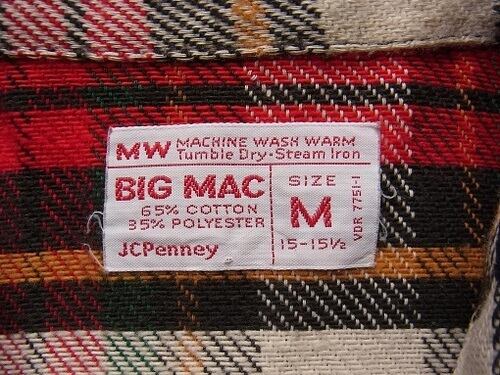 MW MACHINE WASH WARM
Tumble Dry-Steam Iron
BIG MAC
65% COTTON
35% POLYESTER
JCPenney
SIZE
M
15-15½
VDR 7751-1